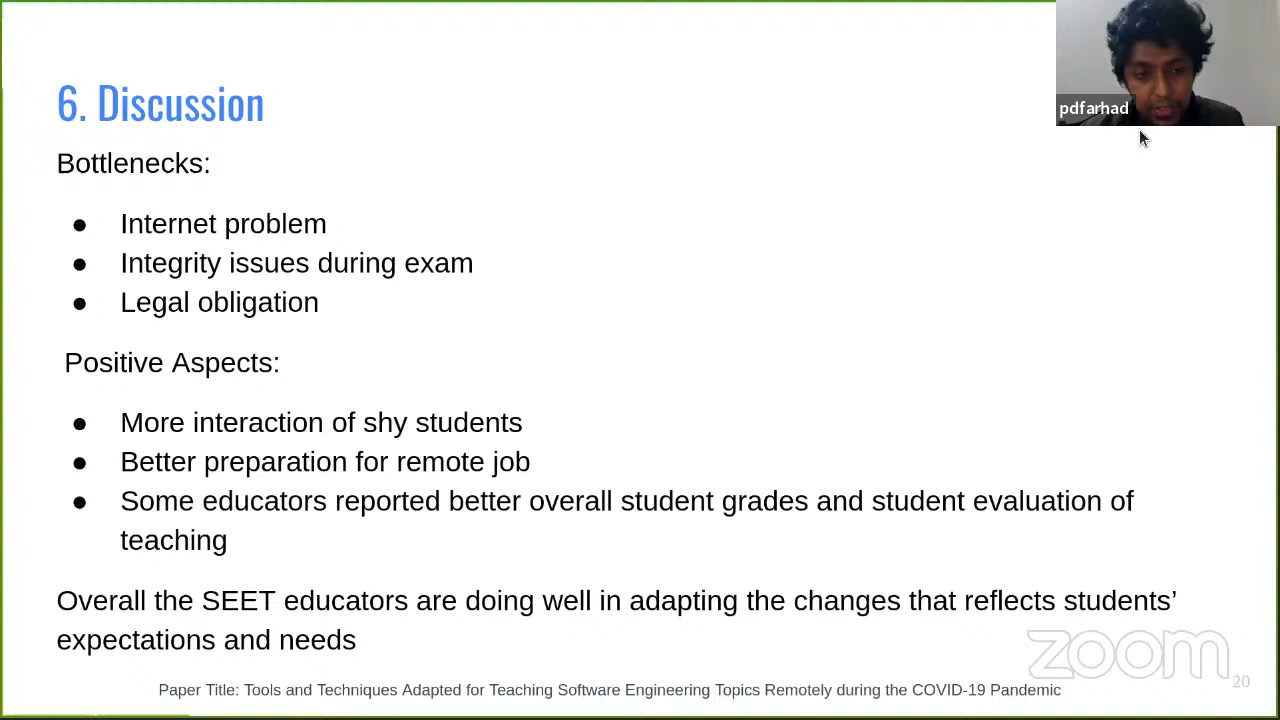 pdfarhad
6. Discussion
Bottlenecks:
● Internet problem
● Integrity issues during exam
● Legal obligation
Positive Aspects:
● More interaction of shy students
● Better preparation for remote job
● Some educators reported better overall student grades and student evaluation of
teaching
Overall the SEET educators are doing well in adapting the changes that reflects students’
expectations and needs
zoom
20
Paper Title: Tools and Techniques Adapted for Teaching Software Engineering Topics Remotely during the COVID-19 Pandemic